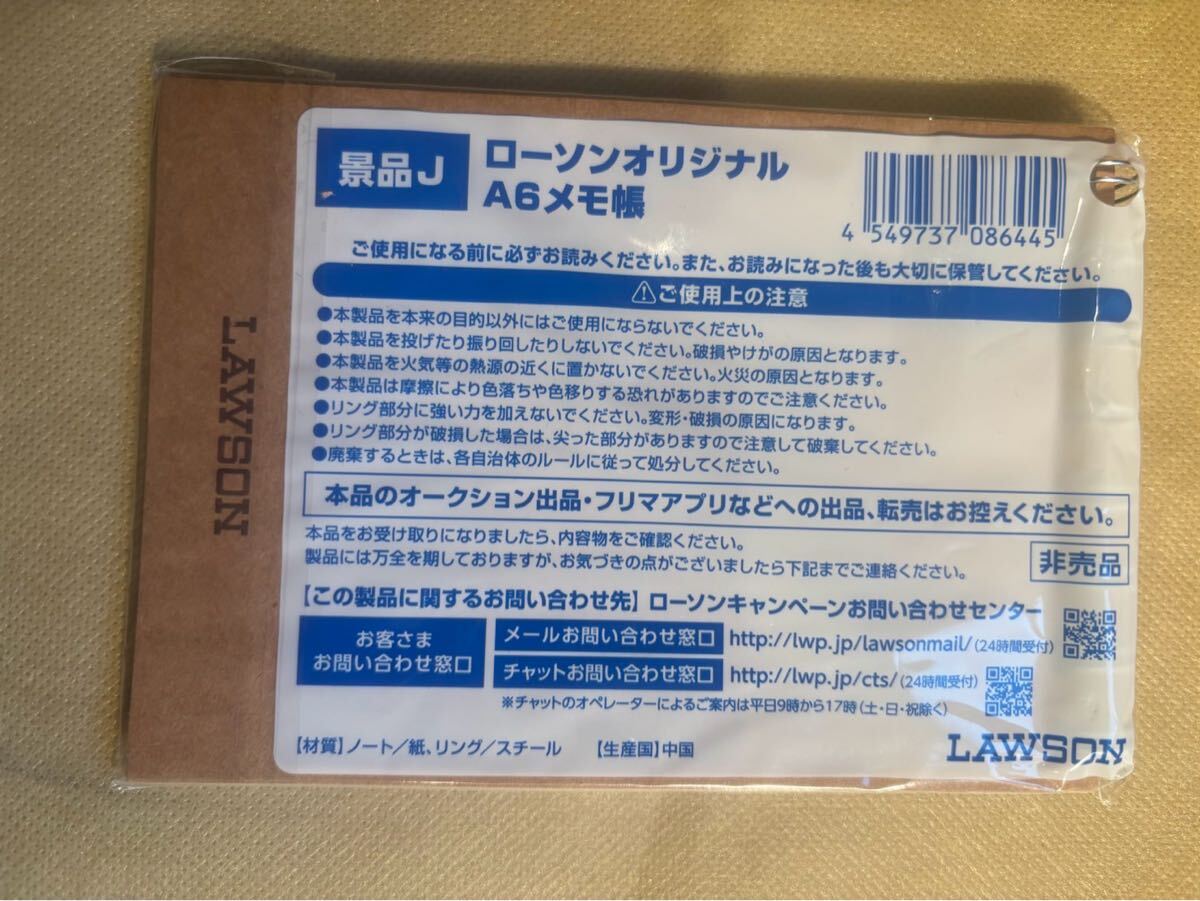 景品J
ローソンオリジナル
A6メモ帳
4 549737 086445
ご使用になる前に必ずお読みください。また、お読みになった後も大切に保管してください。
⚠ご使用上の注意
●本製品を本来の目的以外にはご使用にならないでください。
●本製品を投げたり振り回したりしないでください。破損やけがの原因となります。
●本製品を火気等の熱源の近くに置かないでください。火災の原因となります。
●本製品は摩擦により色落ちや色移りする恐れがありますのでご注意ください。
●リング部分に強い力を加えないでください。変形・破損の原因になります。
●リング部分が破損した場合は、尖った部分がありますので注意して破棄してください。
●廃棄するときは、各自治体のルールに従って処分してください。
本品のオークション出品・フリマアプリなどへの出品、転売はお控えください。
本品をお受け取りになりましたら、内容物をご確認ください。
製品には万全を期しておりますが、お気づきの点がございましたら下記までご連絡ください。
非売品
【この製品に関するお問い合わせ先】ローソンキャンペーンお問い合わせセンター
お客さま
お問い合わせ窓口
メールお問い合わせ窓口 http://lwp.jp/lawsonmail/(24時間受付)
チャットお問い合わせ窓口 http://lwp.jp/cts/(24時間受付)
※チャットのオペレーターによるご案内は平日9時から17時(土・日・祝除く)
【材質】ノート/紙、リング/スチール 【生産国】中国
LAWSON
LAWSON